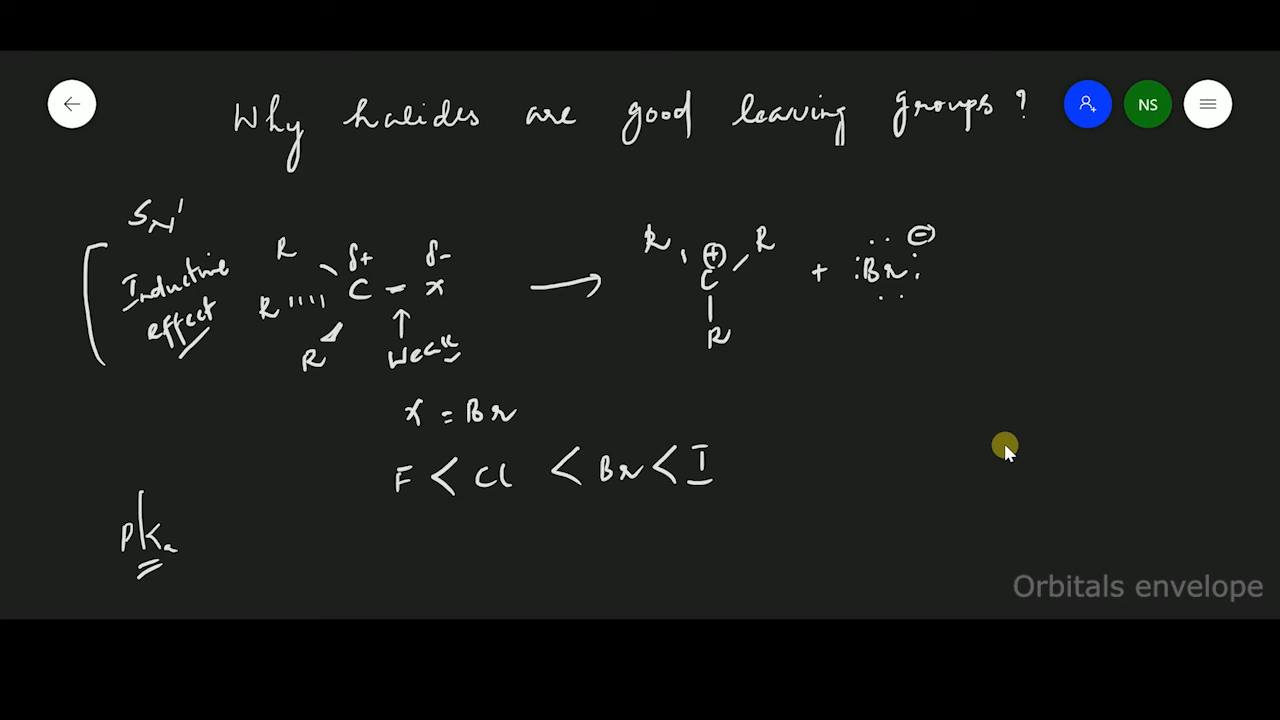 Why halides are good leaving groups ?
NS
SN1
Inductive effect
R
R
R
δ+ δ-
C - X
Weak
R R
⊕
C
R
+ :Br: ⊖
X = Br
F < Cl < Br < I
pKa
Orbitals envelope